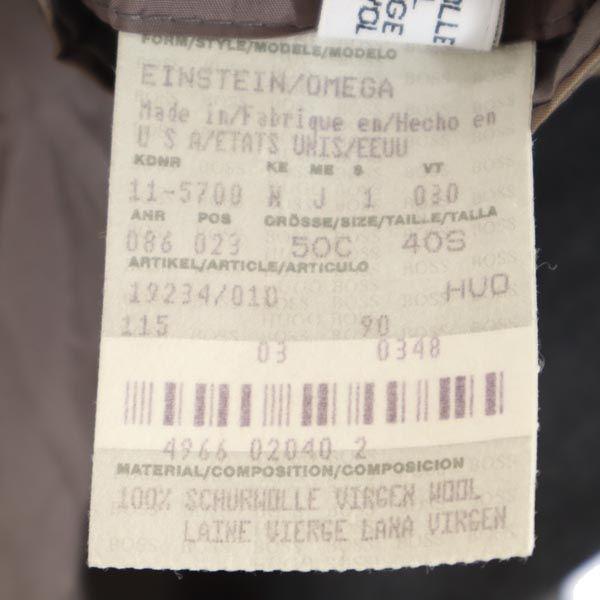 OLLE
GE
OL
FORM/STYLE/MODELE/MODELO
EINSTEIN/OMEGA
Made in/Fabrique en/Hecho en
U S A/ETATS UNIS/EEUU
KDNR KE ME S VT
11-5700 N J 1 030
ANR POS GRÖSSE/SIZE/TAILLE/TALLA
086 023 50C 40S
ARTIKEL/ARTICLE/ARTICULO
19234/010 HUO
115 90
03 0348
4966 02040 2
MATERIAL/COMPOSITION/COMPOSICION
100% SCHURWOLLE VIRGEN WOOL
LAINE VIERGE LANA VIRGEN